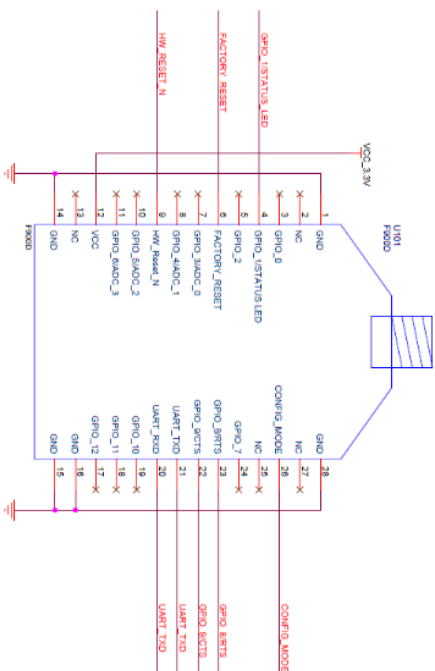 GPIO_1/STATUS_LED
FACTORY_RESET
HW_RESET_N
VCC_3.3V
U101
F900D
1 GND
2 NC
3 GPIO_0
4 GPIO_1/STATUS LED
5 GPIO_2
6 FACTORY_RESET
7 GPIO_3/ADC_0
8 GPIO_4/ADC_1
9 HW_Reset_N
10 GPIO_5/ADC_2
11 GPIO_6/ADC_3
12 VCC
13 NC
14 GND
GND 28
NC 27
CONFIG_MODE 26
NC 25
GPIO_7 24
GPIO_8/RTS 23
GPIO_9/CTS 22
UART_TXD 21
UART_RXD 20
GPIO_10 19
GPIO_11 18
GPIO_12 17
GND 16
GND 15
F900D
CONFIG_MODE
GPIO_8/RTS
GPIO_9/CTS
UART_TXD
UART_TXD